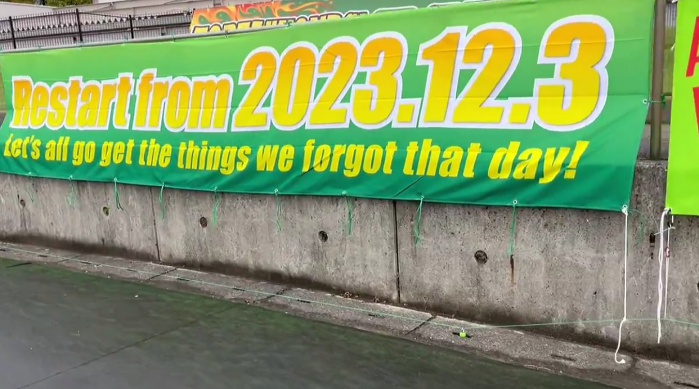 Restart from 2023.12.3
Let's all go get the things we forgot that day!